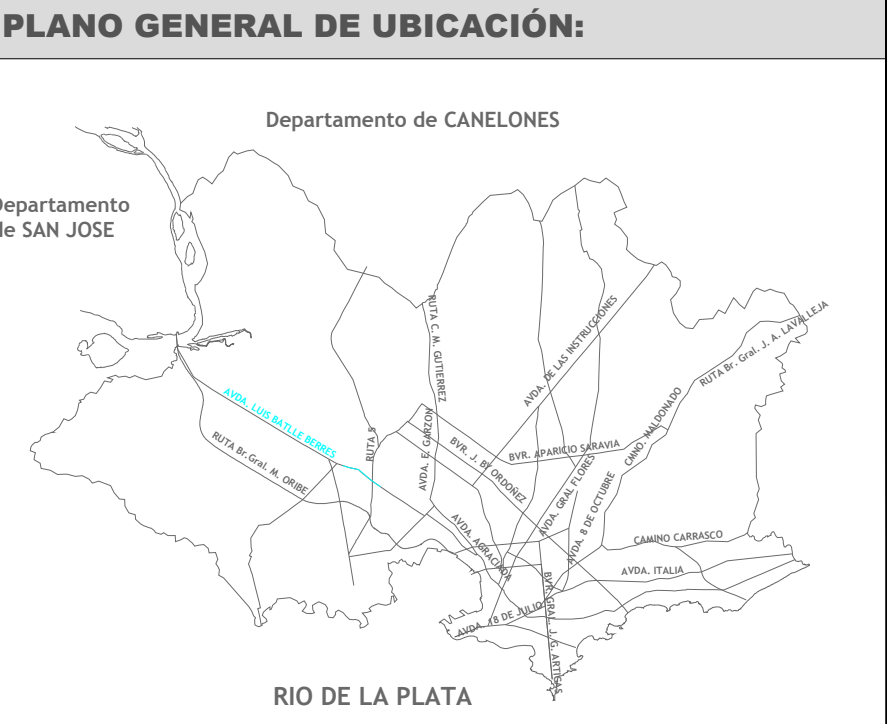 PLANO GENERAL DE UBICACIÓN:
Departamento de CANELONES
Departamento
de SAN JOSE
RUTA C. M. GUTIERREZ
AVDA. DE LAS INSTRUCCIONES
RUTA Br. Gral. J. A. LAVALLEJA
AVDA. LUIS BATLLE BERRES
RUTA Br.Gral. M. ORIBE
RUTA 5
AVDA. E. GARZON
BVR. J. BY ORDOÑEZ
BVR. APARICIO SARAVIA
CMNO. MALDONADO
AVDA. GRAL FLORES
AVDA. 8 DE OCTUBRE
AVDA. AGRACIADA
CAMINO CARRASCO
AVDA. ITALIA
BVR. GRAL. J. G. ARTIGAS
AVDA. 18 DE JULIO
RIO DE LA PLATA